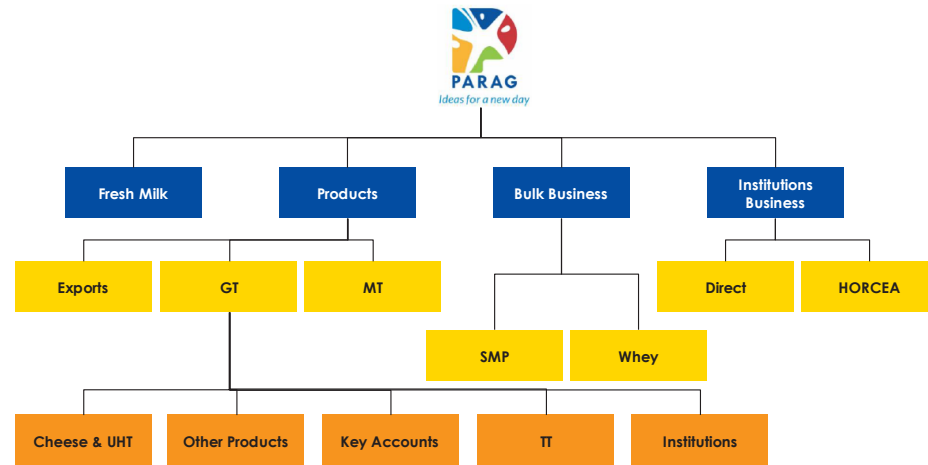 PARAG
Ideas for a new day
Fresh Milk
Products
Bulk Business
Institutions
Business
Exports
GT
MT
Direct
HORCEA
SMP
Whey
Cheese & UHT
Other Products
Key Accounts
TT
Institutions